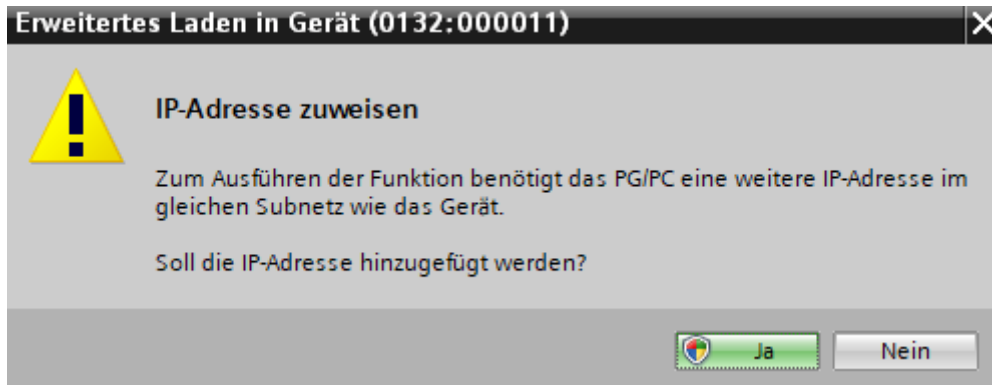 Erweitertes Laden in Gerät (0132:000011)
IP-Adresse zuweisen
Zum Ausführen der Funktion benötigt das PG/PC eine weitere IP-Adresse im
gleichen Subnetz wie das Gerät.
Soll die IP-Adresse hinzugefügt werden?
Ja
Nein